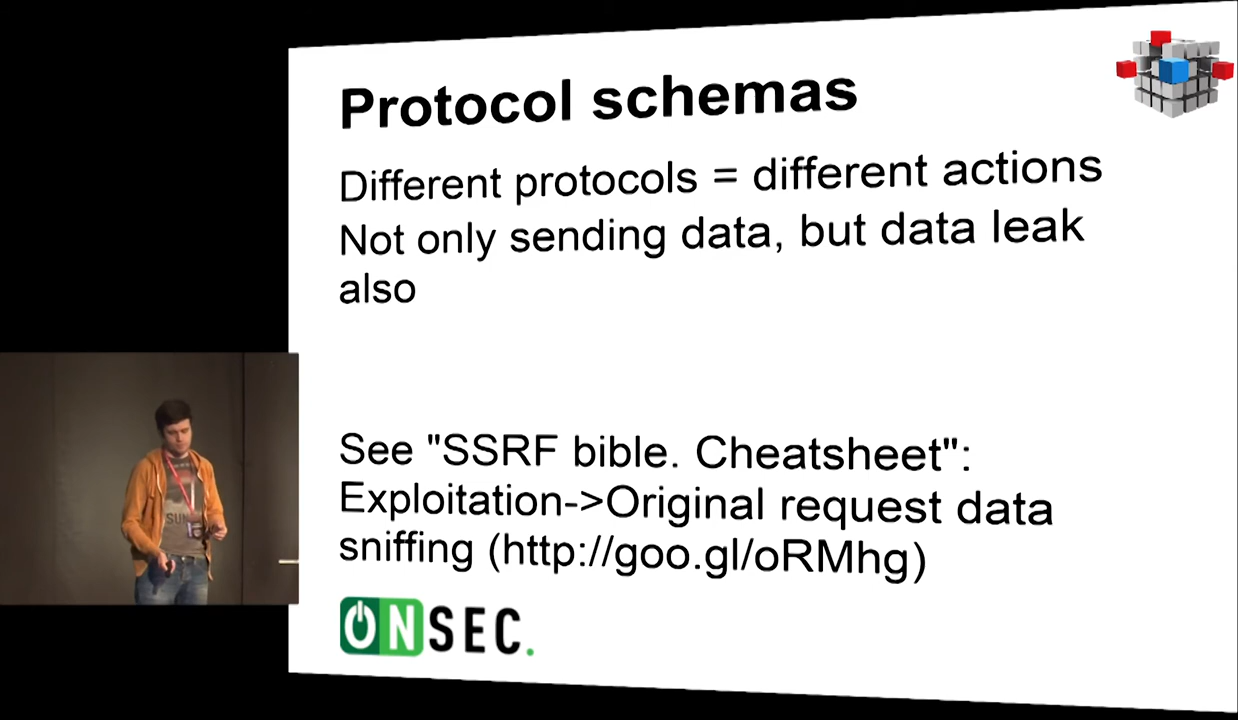 Protocol schemas
Different protocols = different actions
Not only sending data, but data leak
also
See "SSRF bible. Cheatsheet":
Exploitation->Original request data
sniffing (http://goo.gl/oRMhg)
ONSEC.
SUN